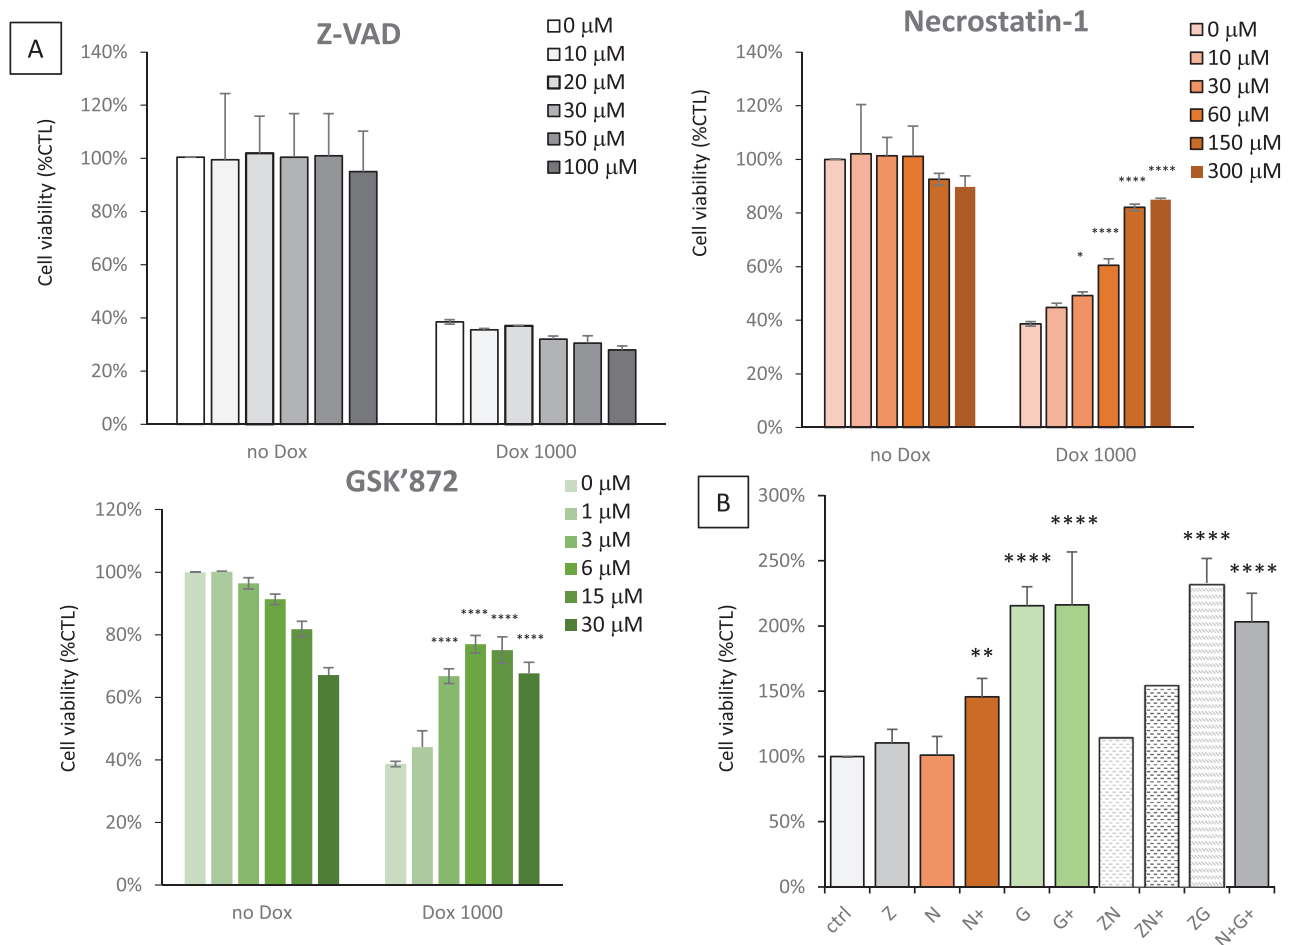 A
Z-VAD
0 μM
10 μM
20 μM
30 μM
50 μM
100 μM
Cell viability (%CTL)
140%
120%
100%
80%
60%
40%
20%
0%
no Dox
Dox 1000
Necrostatin-1
0 μM
10 μM
30 μM
60 μM
150 μM
300 μM
Cell viability (%CTL)
140%
120%
100%
80%
60%
40%
20%
0%
*
****
****
****
no Dox
Dox 1000
GSK’872
0 μM
1 μM
3 μM
6 μM
15 μM
30 μM
Cell viability (%CTL)
120%
100%
80%
60%
40%
20%
0%
****
****
****
****
no Dox
Dox 1000
B
Cell viability (%CTL)
300%
250%
200%
150%
100%
50%
0%
**
****
****
****
****
ctrl
Z
N
N+
G
G+
ZN
ZN+
ZG
N+G+